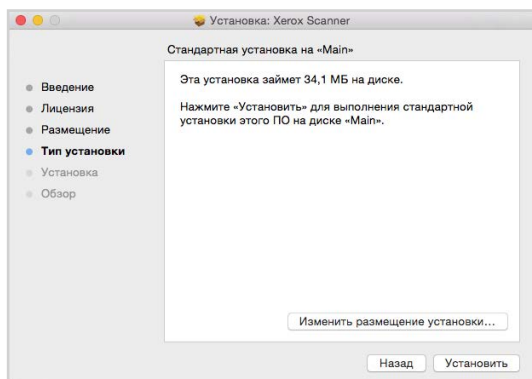 Установка: Xerox Scanner
Стандартная установка на «Main»
Введение
Лицензия
Размещение
Тип установки
Установка
Обзор
Эта установка займет 34,1 МБ на диске.
Нажмите «Установить» для выполнения стандартной
установки этого ПО на диске «Main».
Изменить размещение установки...
Назад
Установить